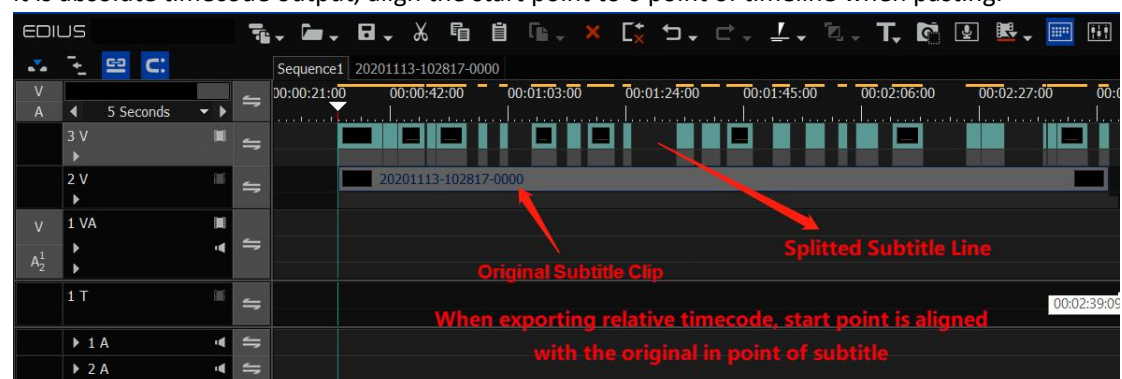 It is absolute timecode output, align the start point to 0 point of timeline when pasting.
EDIUS
Sequence1 20201113-102817-0000
V
A
5 Seconds
00:00:21:00 00:00:42:00 00:01:03:00 00:01:24:00 00:01:45:00 00:02:06:00 00:02:27:00 00:0
3 V
2 V
20201113-102817-0000
V
1 VA
A1
2
Splitted Subtitle Line
Original Subtitle Clip
1 T
00:02:39:09
When exporting relative timecode, start point is aligned
with the original in point of subtitle
1 A
2 A